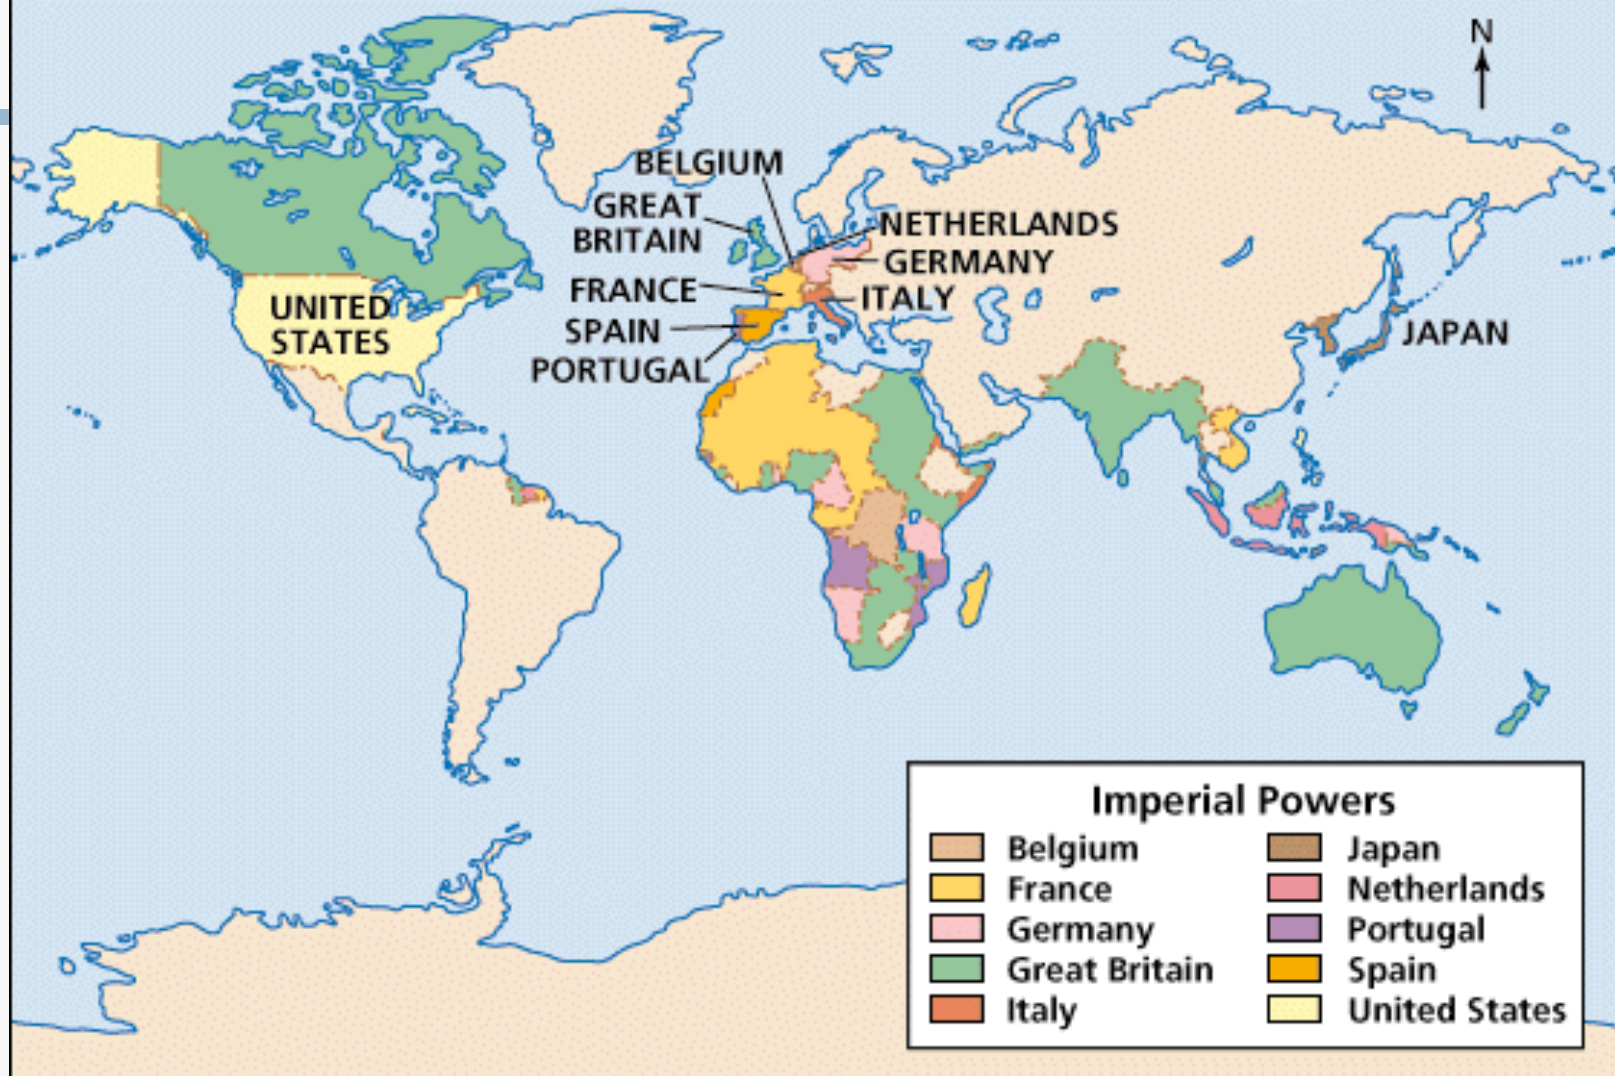 N
BELGIUM
GREAT
BRITAIN
NETHERLANDS
GERMANY
FRANCE
ITALY
UNITED
STATES
SPAIN
JAPAN
PORTUGAL
Imperial Powers
Belgium
France
Germany
Great Britain
Italy
Japan
Netherlands
Portugal
Spain
United States